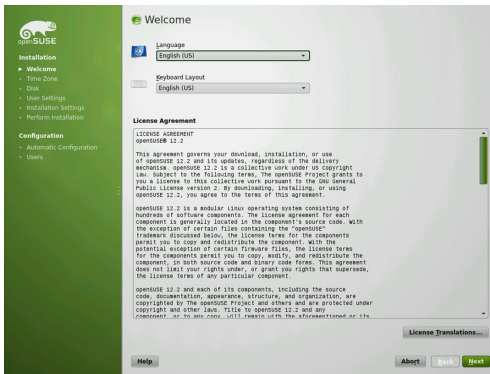 openSUSE
Installation
Welcome
Time Zone
Disk
User Settings
Installation Settings
Perform Installation
Configuration
Automatic Configuration
Users
Welcome
Language
English (US)
Keyboard Layout
English (US)
License Agreement
LICENSE AGREEMENT
openSUSE® 12.2
This agreement governs your download, installation, or use
of openSUSE 12.2 and its updates, regardless of the delivery
mechanism. openSUSE 12.2 is a collective work under US Copyright
Law. Subject to the following terms, The openSUSE Project grants to
you a license to this collective work pursuant to the GNU General
Public License version 2. By downloading, installing, or using
openSUSE 12.2, you agree to the terms of this agreement.
openSUSE 12.2 is a modular Linux operating system consisting of
hundreds of software components. The license agreement for each
component is generally located in the component's source code. With
the exception of certain files containing the "openSUSE"
trademark discussed below, the license terms for the components
permit you to copy and redistribute the component. With the
potential exception of certain firmware files, the license terms
for the components permit you to copy, modify, and redistribute the
component, in both source code and binary code forms. This agreement
does not limit your rights under, or grant you rights that supersede,
the license terms of any particular component.
openSUSE 12.2 and each of its components, including the source
code, documentation, appearance, structure, and organization, are
copyrighted by The openSUSE Project and others and are protected under
copyright and other laws. Title to openSUSE 12.2 and any
component, or to any copy, will remain with the aforementioned or its
License Translations...
Help
Abort
Back
Next